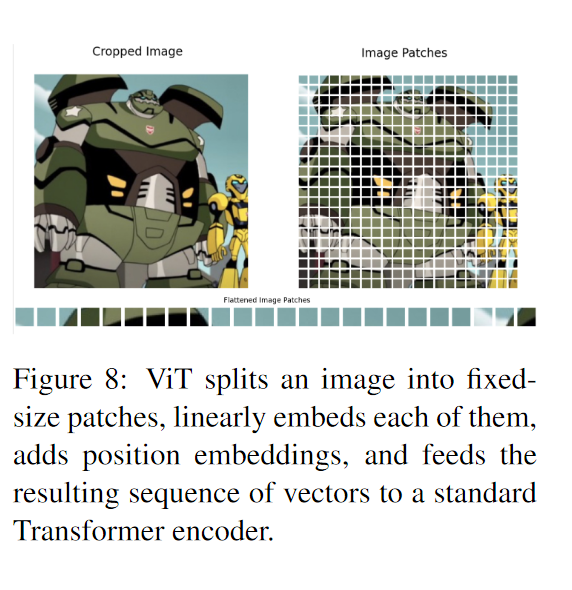 Cropped Image
Image Patches
Flattened Image Patches
Figure 8: ViT splits an image into fixed-
size patches, linearly embeds each of them,
adds position embeddings, and feeds the
resulting sequence of vectors to a standard
Transformer encoder.